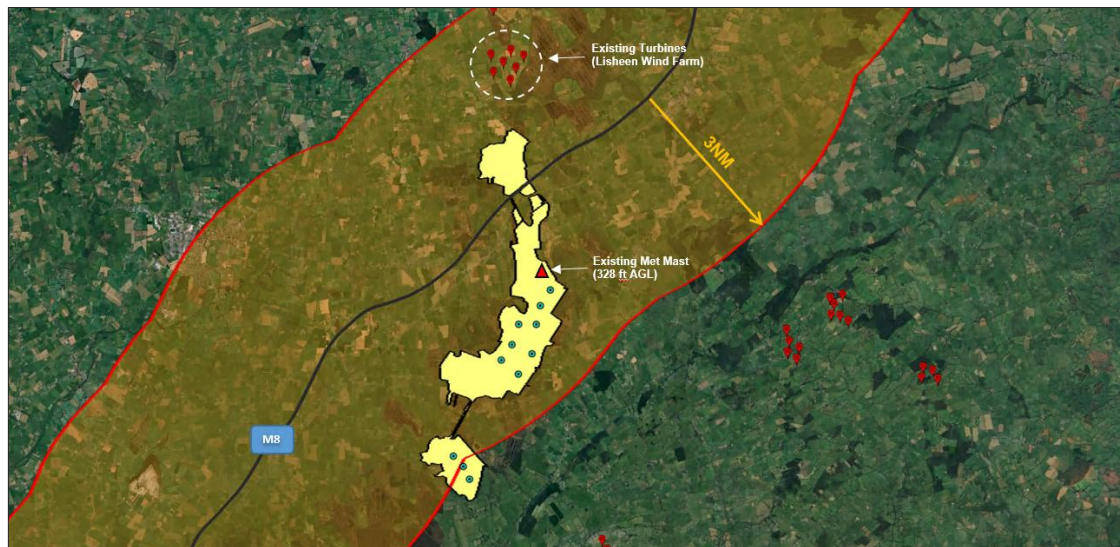 Existing Turbines
(Lisheen Wind Farm)
3NM
Existing Met Mast
(328 ft AGL)
M8